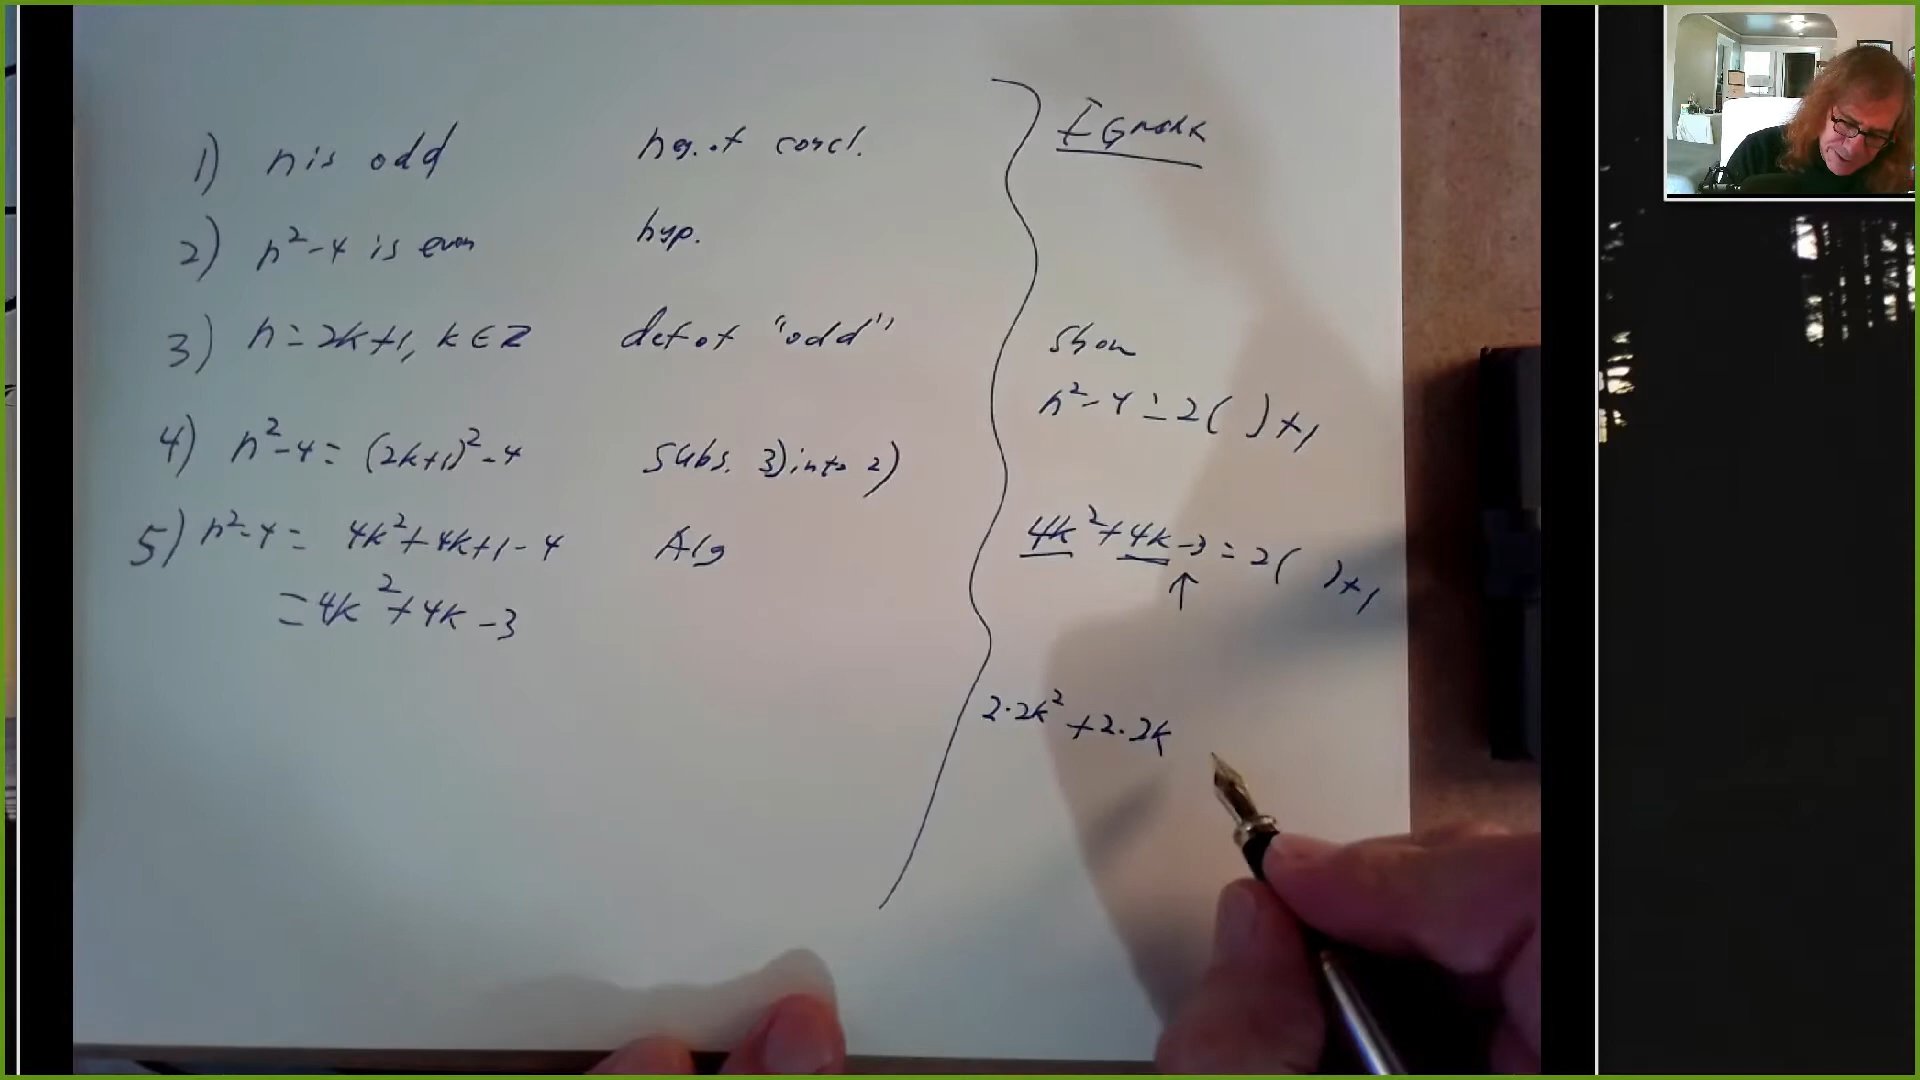 1) n is odd neg. of concl.
2) n²-4 is even hyp.
3) n = 2k+1, k ∈ Z def of "odd"
4) n²-4 = (2k+1)²-4 subs. 3) into 2)
5) n²-4 = 4k²+4k+1-4 Alg
= 4k²+4k-3
Show
n²-4 = 2( )+1
4k²+4k-3 = 2( )+1
↑
2·2k²+2·2k